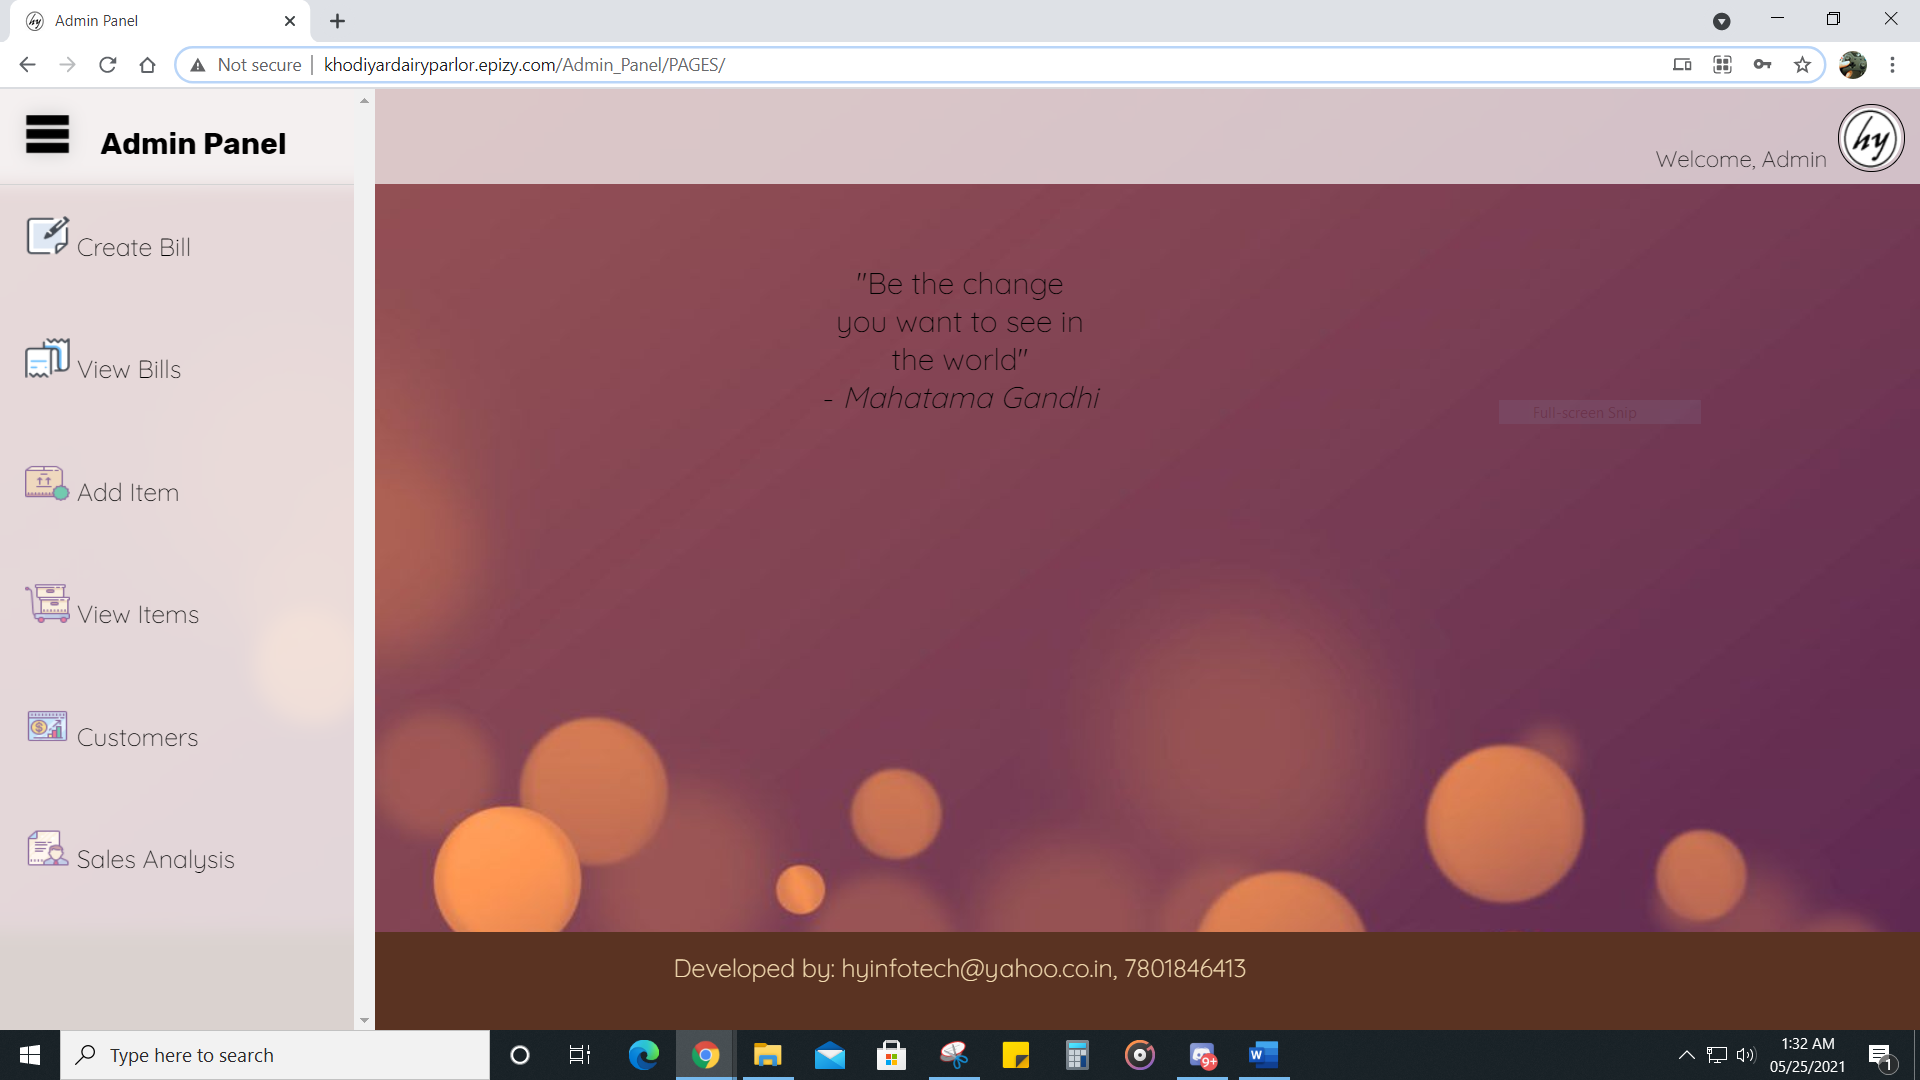 Admin Panel
Not secure
khodiyardairyparlor.epizy.com/Admin_Panel/PAGES/
Admin Panel
Welcome, Admin
hy
Create Bill
View Bills
Add Item
View Items
Customers
Sales Analysis
"Be the change
you want to see in
the world"
- Mahatama Gandhi
Full-screen Snip
Developed by: hyinfotech@yahoo.co.in, 7801846413
Type here to search
9+
W
1:32 AM
05/25/2021
1